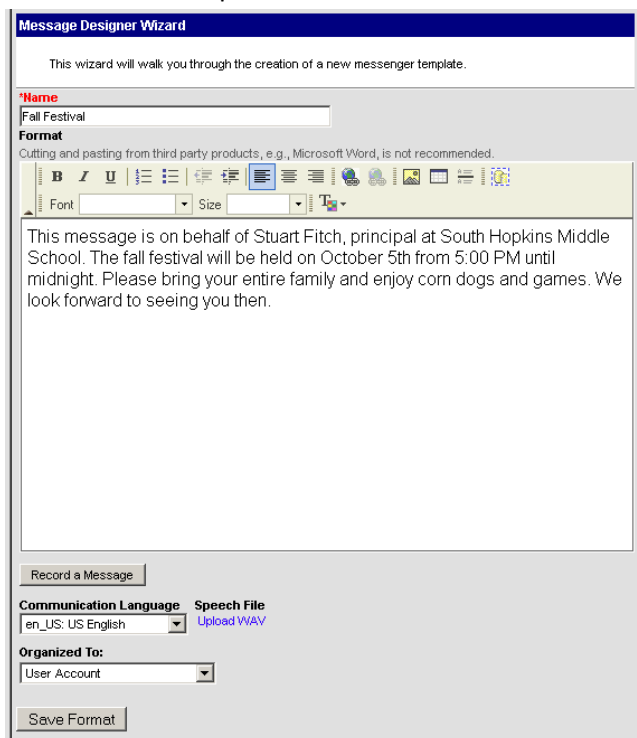 Message Designer Wizard
This wizard will walk you through the creation of a new messenger template.
*Name
Fall Festival
Format
Cutting and pasting from third party products, e.g., Microsoft Word, is not recommended.
B I U
Font Size T
This message is on behalf of Stuart Fitch, principal at South Hopkins Middle
School. The fall festival will be held on October 5th from 5:00 PM until
midnight. Please bring your entire family and enjoy corn dogs and games. We
look forward to seeing you then.
Record a Message
Communication Language Speech File
en_US: US English Upload WAV
Organized To:
User Account
Save Format